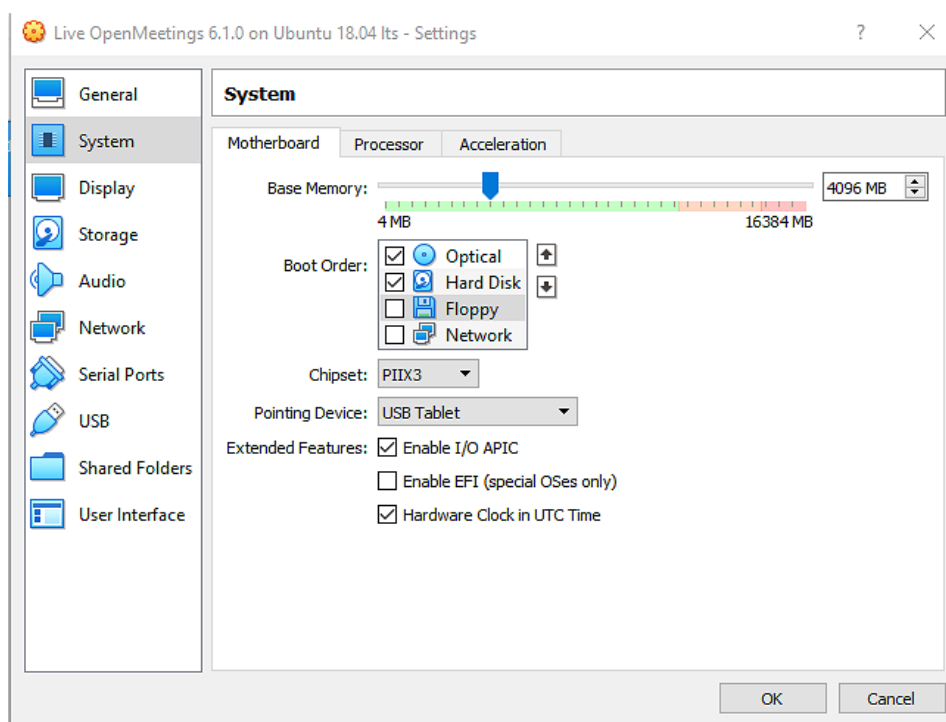 Live OpenMeetings 6.1.0 on Ubuntu 18.04 lts - Settings ?
General
System
Display
Storage
Audio
Network
Serial Ports
USB
Shared Folders
User Interface
System
Motherboard Processor Acceleration
Base Memory: 4096 MB
4 MB 16384 MB
Boot Order: Optical
Hard Disk
Floppy
Network
Chipset: PIIX3
Pointing Device: USB Tablet
Extended Features: Enable I/O APIC
Enable EFI (special OSes only)
Hardware Clock in UTC Time
OK Cancel